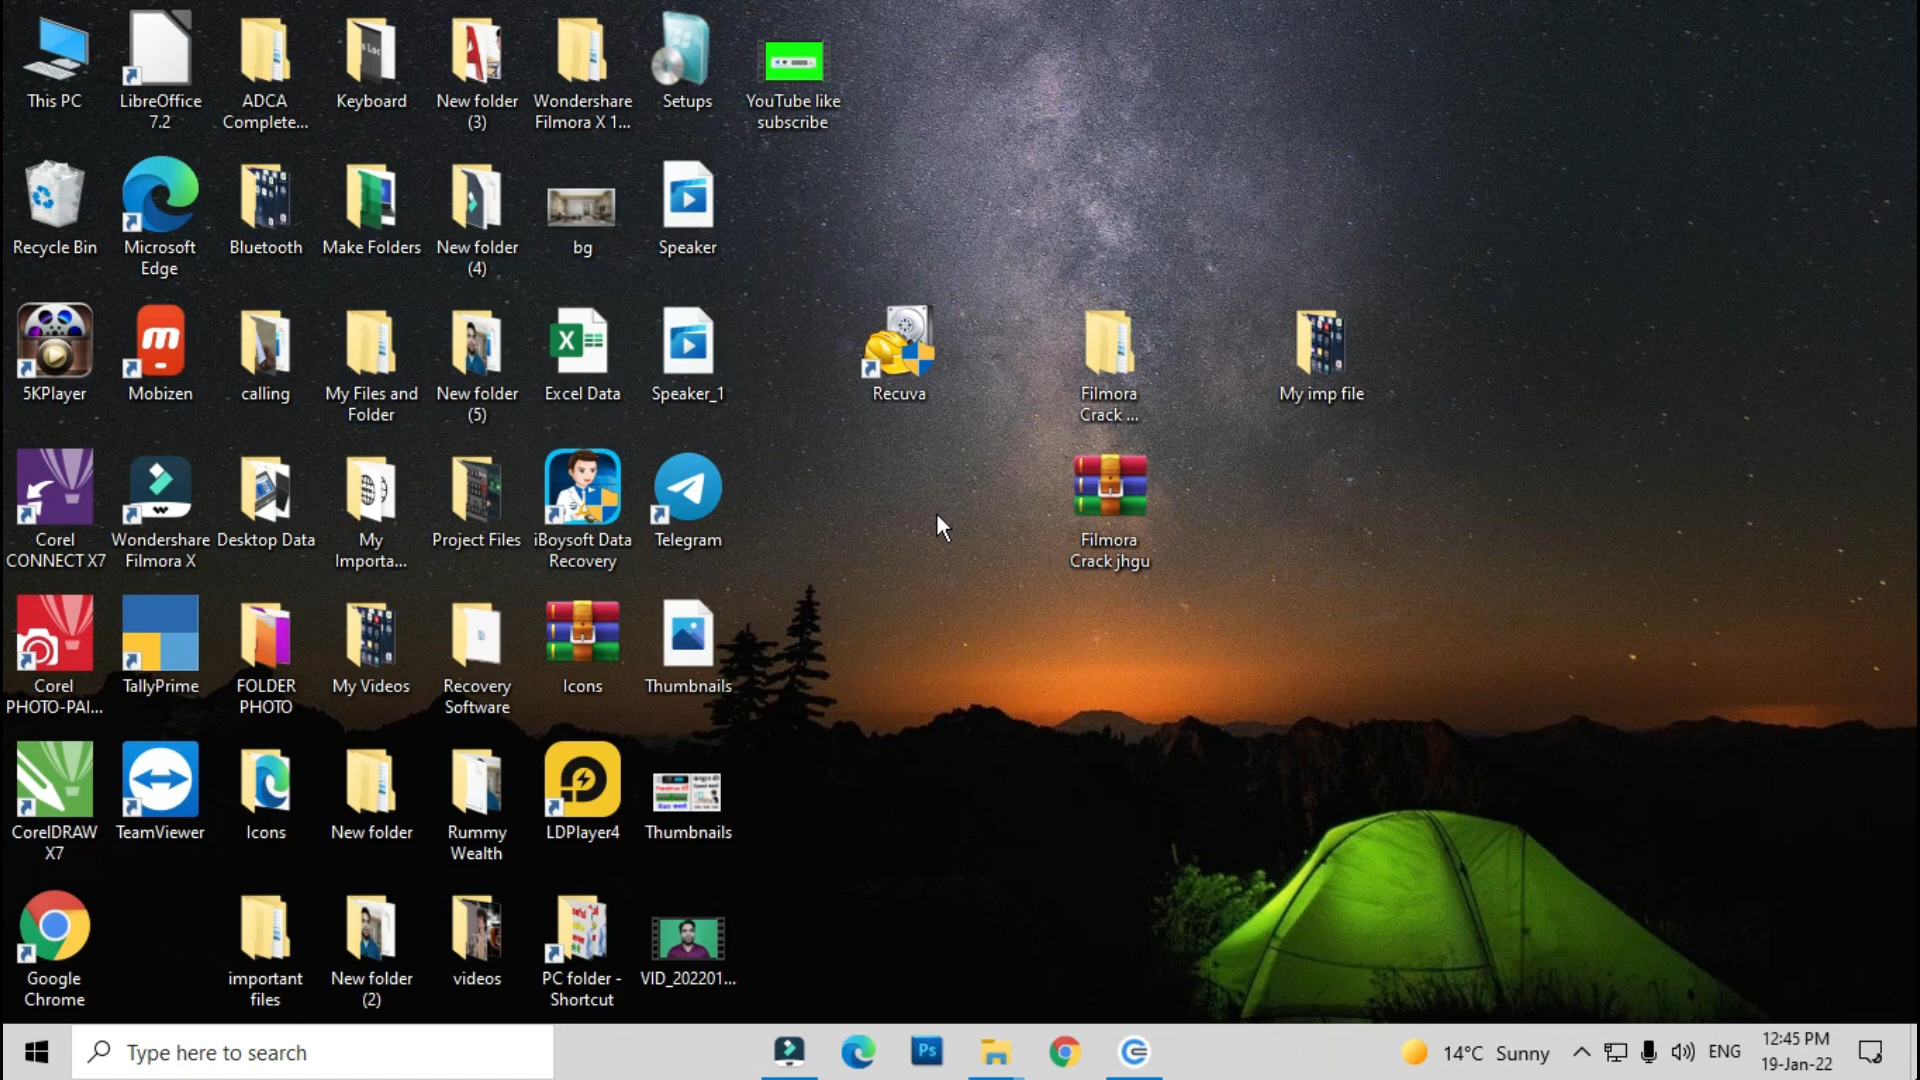 This PC
LibreOffice
7.2
ADCA
Complete...
Keyboard
New folder
(3)
Wondershare
Filmora X 1...
Setups
YouTube like
subscribe
Recycle Bin
Microsoft
Edge
Bluetooth
Make Folders
New folder
(4)
bg
Speaker
5KPlayer
Mobizen
calling
My Files and
Folder
New folder
(5)
Excel Data
Speaker_1
Recuva
Filmora
Crack ...
My imp file
Corel
CONNECT X7
Wondershare
Filmora X
Desktop Data
My
Importa...
Project Files
iBoysoft Data
Recovery
Telegram
Filmora
Crack jhgu
Corel
PHOTO-PAI...
TallyPrime
FOLDER
PHOTO
My Videos
Recovery
Software
Icons
Thumbnails
CorelDRAW
X7
TeamViewer
Icons
New folder
Rummy
Wealth
LDPlayer4
Thumbnails
Google
Chrome
important
files
New folder
(2)
videos
PC folder -
Shortcut
VID_202201...
Type here to search
Ps
14°C Sunny
ENG
12:45 PM
19-Jan-22